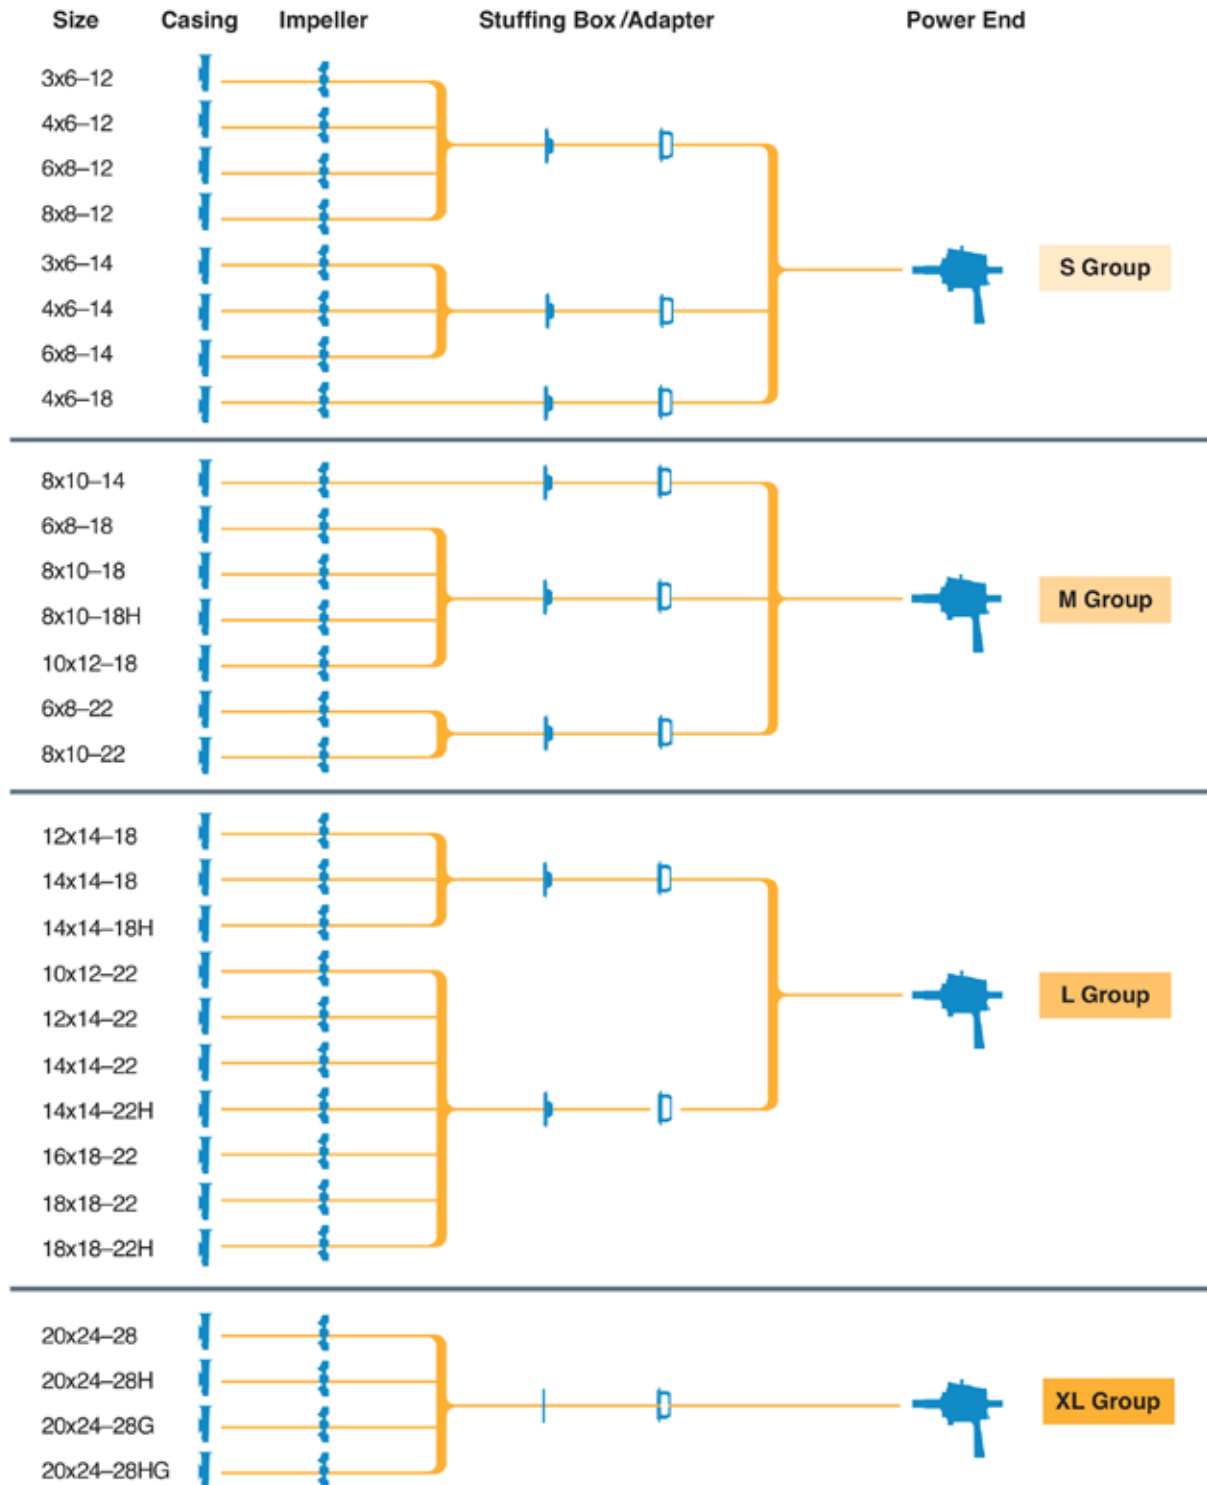 Size Casing Impeller Stuffing Box/Adapter Power End
3x6–12
4x6–12
6x8–12
8x8–12
3x6–14
S Group
4x6–14
6x8–14
4x6–18
8x10–14
6x8–18
8x10–18
M Group
8x10–18H
10x12–18
6x8–22
8x10–22
12x14–18
14x14–18
14x14–18H
10x12–22
L Group
12x14–22
14x14–22
14x14–22H
16x18–22
18x18–22
18x18–22H
20x24–28
20x24–28H
XL Group
20x24–28G
20x24–28HG